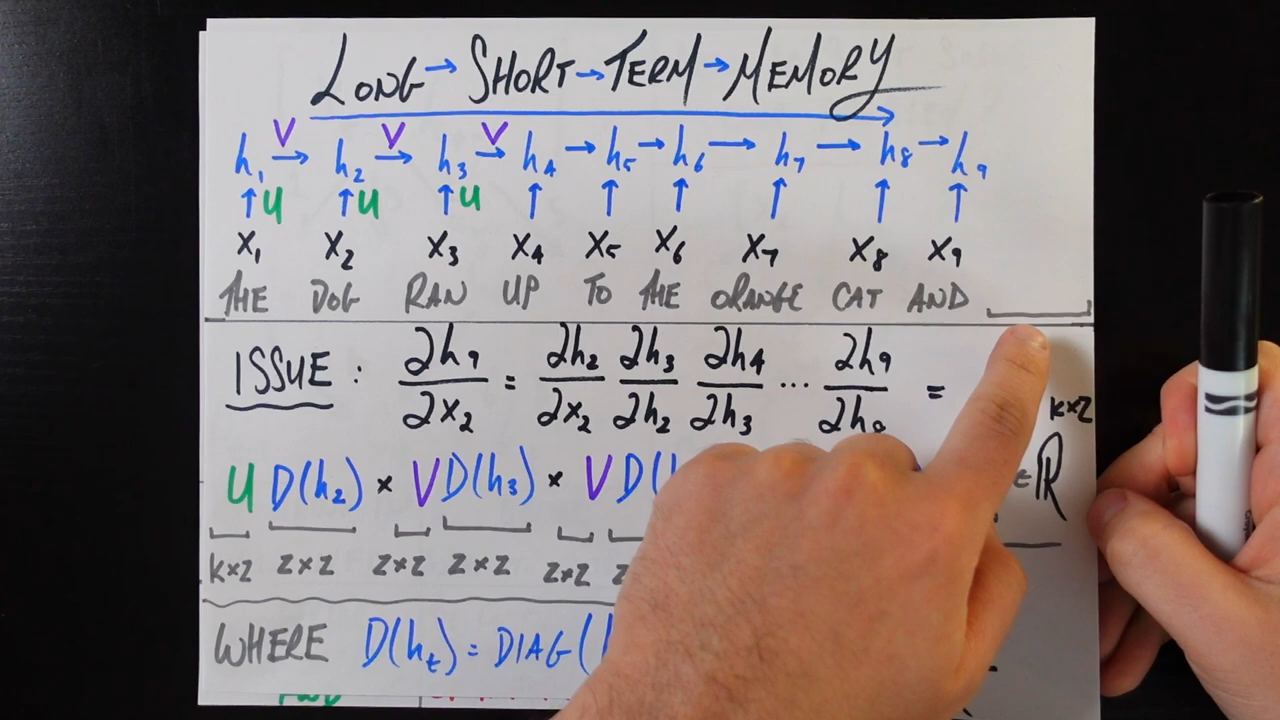 LONG → SHORT → TERM → MEMORY
V V V
h₁ → h₂ → h₃ → h₄ → h₅ → h₆ → h₇ → h₈ → h₉
↑U ↑U ↑U ↑ ↑ ↑ ↑ ↑ ↑
X₁ X₂ X₃ X₄ X₅ X₆ X₇ X₈ X₉
THE DOG RAN UP TO THE ORANGE CAT AND
ISSUE: ∂h₉/∂x₂ = ∂h₂/∂x₂ ∂h₃/∂h₂ ∂h₄/∂h₃ ... ∂h₉/∂h₈ =
U D(h₂) × V D(h₃) × V D(h ∈ ℝ^(k×z)
k×z z×z z×z z×z z×z z
WHERE D(hₜ) = DIAG(